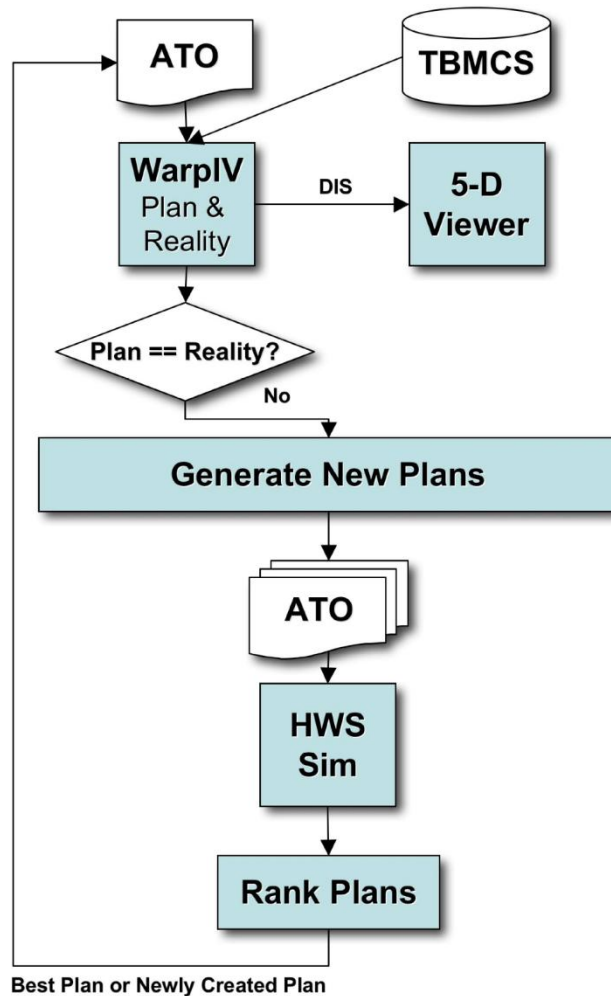 ATO
TBMCS
WarpIV
Plan &
Reality
DIS
5-D
Viewer
Plan == Reality?
No
Generate New Plans
ATO
HWS
Sim
Rank Plans
Best Plan or Newly Created Plan